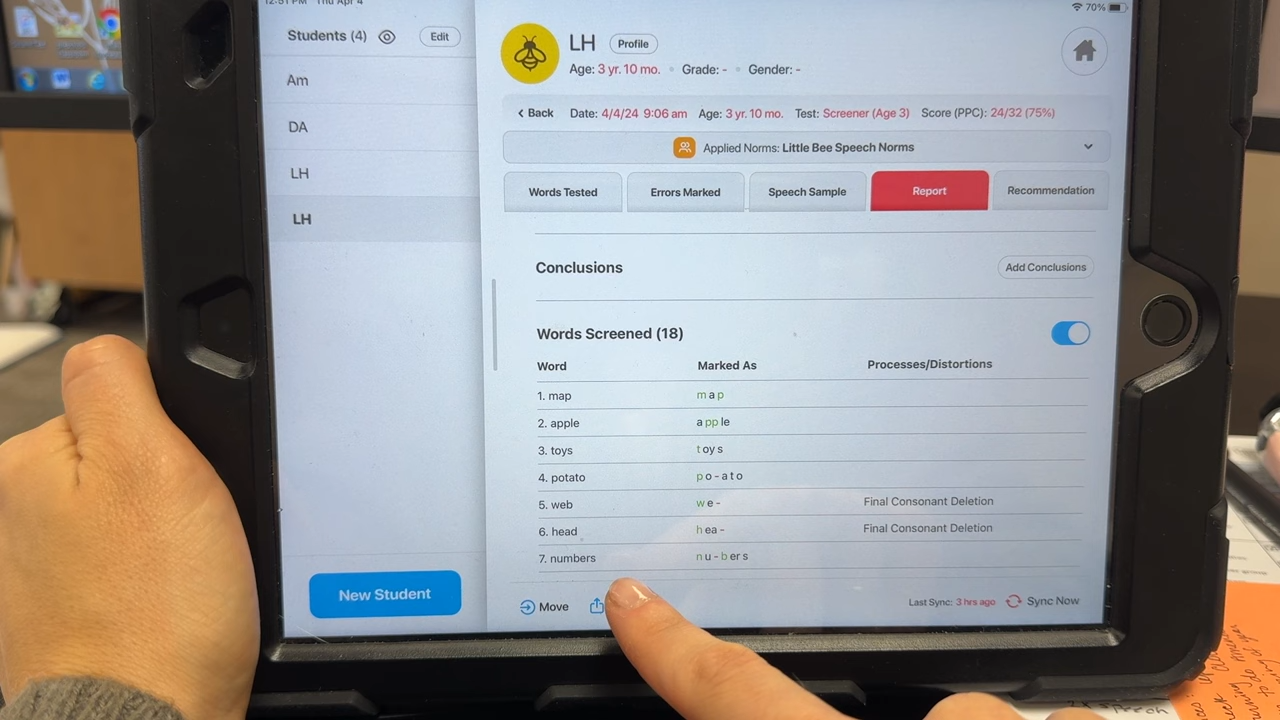 12:51 PM Thu Apr 4
70%
Students (4) Edit
Am
DA
LH
LH
New Student
LH Profile
Age: 3 yr. 10 mo. Grade: - Gender: -
Back Date: 4/4/24 9:06 am Age: 3 yr. 10 mo. Test: Screener (Age 3) Score (PPC): 24/32 (75%)
Applied Norms: Little Bee Speech Norms
Words Tested Errors Marked Speech Sample Report Recommendation
Conclusions Add Conclusions
Words Screened (18)
Word Marked As Processes/Distortions
1. map m a p
2. apple a pp le
3. toys t oy s
4. potato p o - a t o
5. web w e - Final Consonant Deletion
6. head h ea - Final Consonant Deletion
7. numbers n u - b er s
Move Last Sync: 3 hrs ago Sync Now
speech